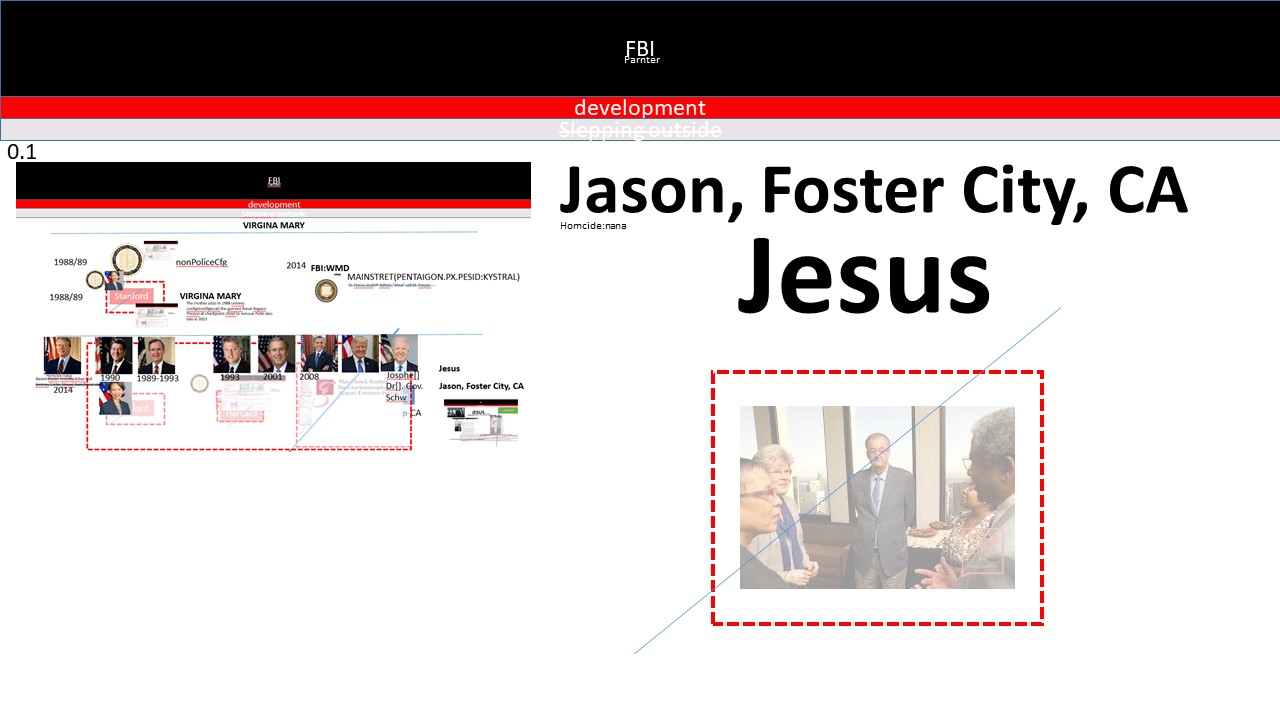 FBI
Parnter
development
Slepping outside
0.1
FBI
development
VIRGINA MARY
1988/89
nonPoliceCfg
2014
FBI:WMD
MAINSTRET(PENTAIGON.PX.PESID:KYSTRAL)
1988/89
Stanford
VIRGINA MARY
1990
1989-1993
1993
2001
2008
2014
Harvard
Josphe[]
Dr[]. Gov.
Schw
p-CA
Jesus
Jason, Foster City, CA
JESUS
Jason, Foster City, CA
Homcide:nana
Jesus